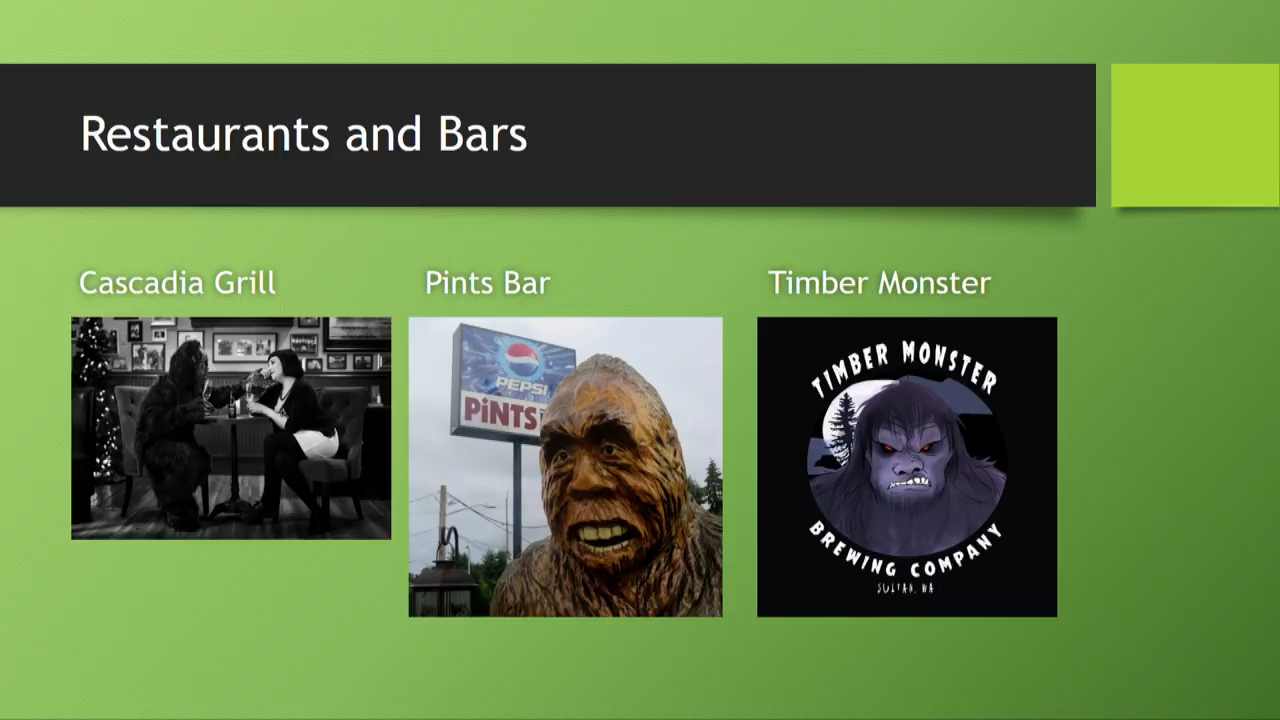 Restaurants and Bars
Cascadia Grill
Pints Bar
Timber Monster
PEPSI
PiNTS
TIMBER MONSTER
BREWING COMPANY
SULTAN, WA